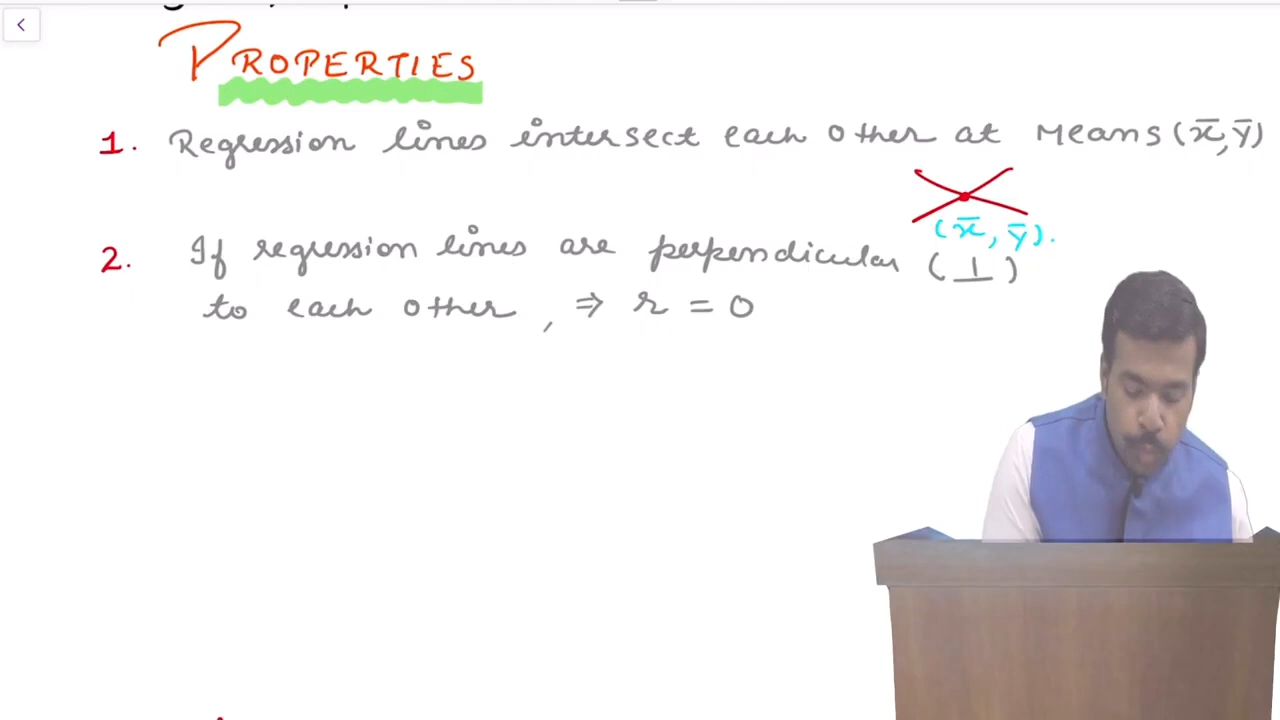 PROPERTIES
1. Regression lines intersect each other at Means (x̄, ȳ)
(x̄, ȳ).
2. If regression lines are perpendicular (⊥)
to each other, ⇒ r = 0